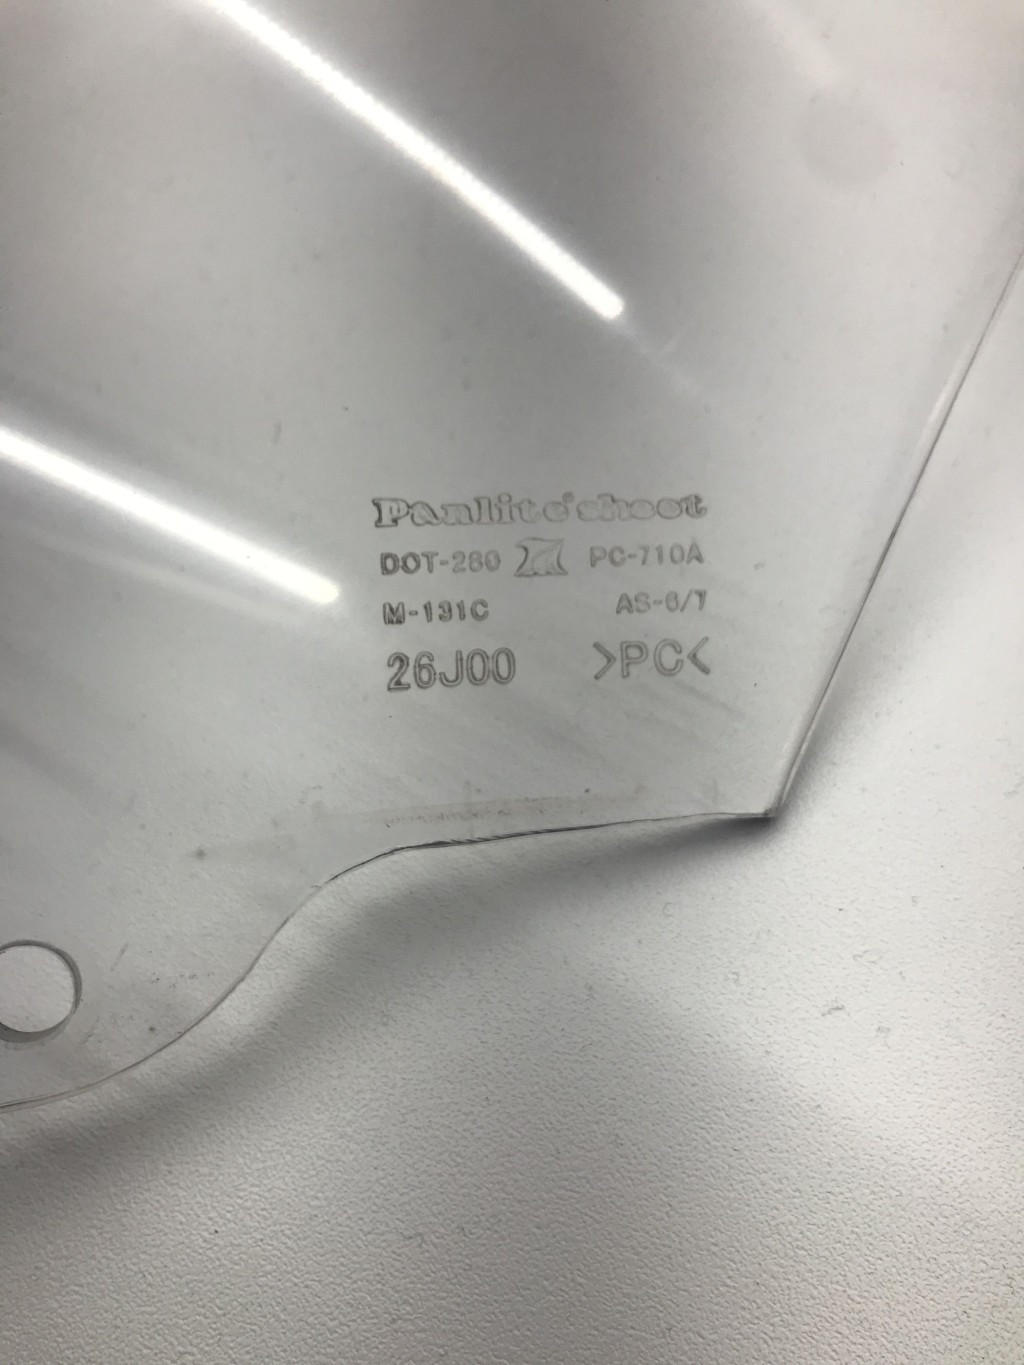 Panlite® sheet
DOT-280 PC-710A
M-131C AS-6/7
26J00 >PC<